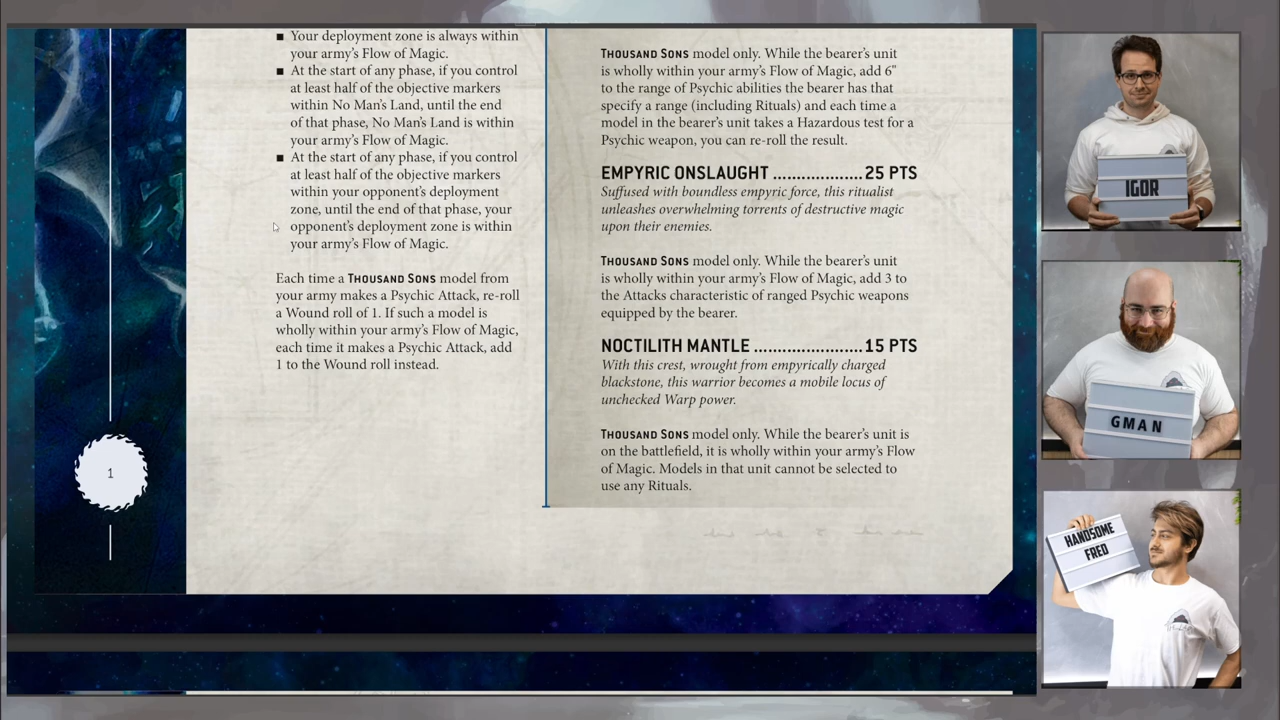 ■ Your deployment zone is always within
your army’s Flow of Magic.
■ At the start of any phase, if you control
at least half of the objective markers
within No Man’s Land, until the end
of that phase, No Man’s Land is within
your army’s Flow of Magic.
■ At the start of any phase, if you control
at least half of the objective markers
within your opponent’s deployment
zone, until the end of that phase, your
opponent’s deployment zone is within
your army’s Flow of Magic.
Each time a THOUSAND SONS model from
your army makes a Psychic Attack, re-roll
a Wound roll of 1. If such a model is
wholly within your army’s Flow of Magic,
each time it makes a Psychic Attack, add
1 to the Wound roll instead.
1
THOUSAND SONS model only. While the bearer’s unit
is wholly within your army’s Flow of Magic, add 6"
to the range of Psychic abilities the bearer has that
specify a range (including Rituals) and each time a
model in the bearer’s unit takes a Hazardous test for a
Psychic weapon, you can re-roll the result.
EMPYRIC ONSLAUGHT ................... 25 PTS
Suffused with boundless empyric force, this ritualist
unleashes overwhelming torrents of destructive magic
upon their enemies.
THOUSAND SONS model only. While the bearer’s unit
is wholly within your army’s Flow of Magic, add 3 to
the Attacks characteristic of ranged Psychic weapons
equipped by the bearer.
NOCTILITH MANTLE ....................... 15 PTS
With this crest, wrought from empyrically charged
blackstone, this warrior becomes a mobile locus of
unchecked Warp power.
THOUSAND SONS model only. While the bearer’s unit is
on the battlefield, it is wholly within your army’s Flow
of Magic. Models in that unit cannot be selected to
use any Rituals.
IGOR
GMAN
HANDSOME
FRED